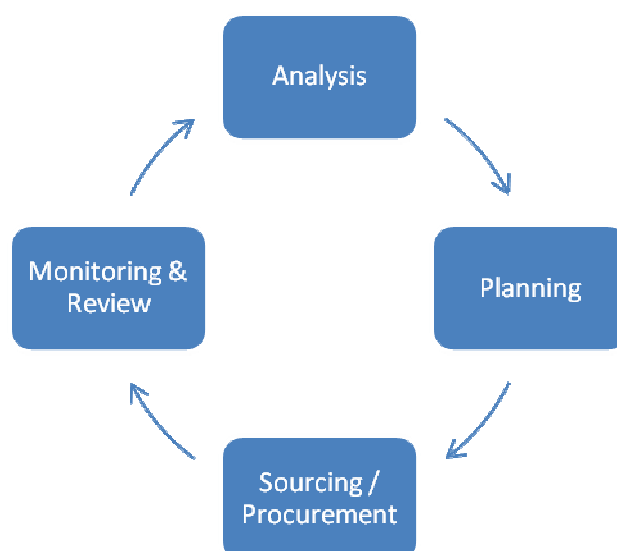 Analysis
Planning
Sourcing /
Procurement
Monitoring &
Review